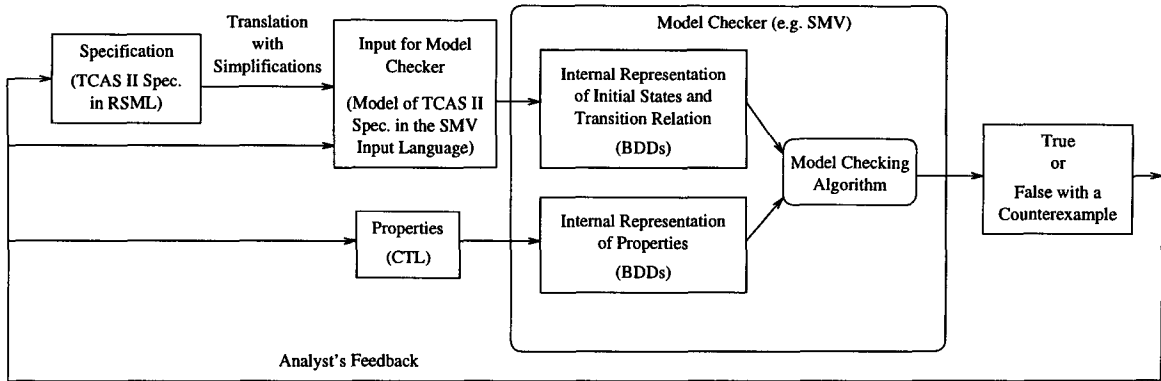 Model Checker (e.g. SMV)
Translation
with
Simplifications
Specification
(TCAS II Spec.
in RSML)
Input for Model
Checker
(Model of TCAS II
Spec. in the SMV
Input Language)
Internal Representation
of Initial States and
Transition Relation
(BDDs)
Model Checking
Algorithm
True
or
False with a
Counterexample
Properties
(CTL)
Internal Representation
of Properties
(BDDs)
Analyst's Feedback